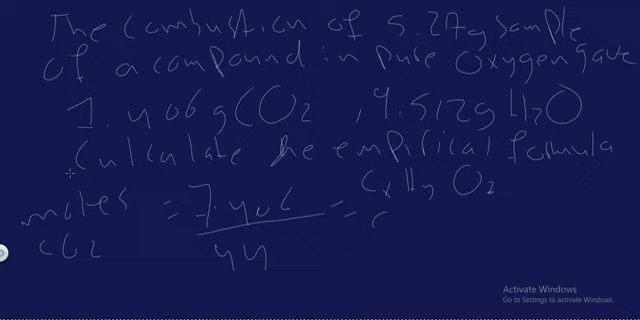 The Combustion of 5.27g sample
of a compound in pure Oxygen gave
7.406g CO2 , 9.512g H2O
Calculate the empirical formula
CxHyOz
moles CO2 = 7.406 / 44 =
Activate Windows
Go to Settings to activate Windows.